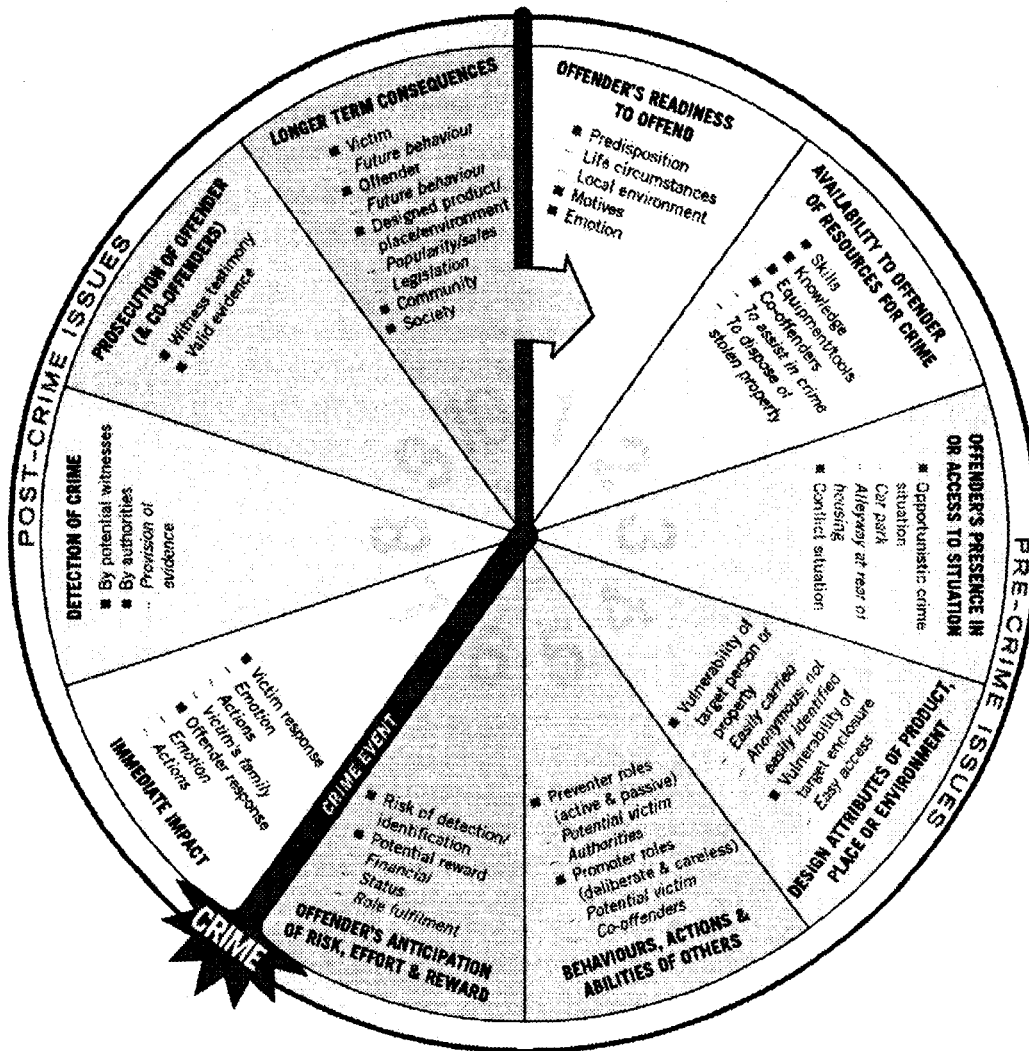 PRE-CRIME ISSUES
OFFENDER'S READINESS
TO OFFEND
■ Predisposition
– Life circumstances
– Local environment
■ Motives
■ Emotion
AVAILABILITY TO OFFENDER
OF RESOURCES FOR CRIME
■ Skills
■ Knowledge
■ Equipment/tools
■ Co-offenders
– To assist in crime
– To dispose of
stolen property
OFFENDER'S PRESENCE IN
OR ACCESS TO SITUATION
■ Opportunistic crime
situation
– Car park
– Alleyway at rear of
housing
■ Conflict situation
DESIGN ATTRIBUTES OF PRODUCT,
PLACE OR ENVIRONMENT
■ Vulnerability of
target person or
property
– Easily carried
– Anonymous; not
easily identified
■ Vulnerability of
target enclosure
– Easy access
BEHAVIOURS, ACTIONS &
ABILITIES OF OTHERS
■ Preventer roles
(active & passive)
– Potential victim
– Authorities
■ Promoter roles
(deliberate & careless)
– Potential victim
– Co-offenders
OFFENDER'S ANTICIPATION
OF RISK, EFFORT & REWARD
■ Risk of detection/
identification
■ Potential reward
– Financial
– Status
– Role fulfilment
CRIME EVENT
CRIME
POST-CRIME ISSUES
IMMEDIATE IMPACT
■ Victim response
– Emotion
– Actions
– Victim's family
■ Offender response
– Emotion
– Actions
DETECTION OF CRIME
■ By potential witnesses
■ By authorities
– Provision of
evidence
PROSECUTION OF OFFENDER
(& CO-OFFENDERS)
■ Witness testimony
■ Valid evidence
LONGER TERM CONSEQUENCES
■ Victim
– Future behaviour
■ Offender
– Future behaviour
■ Designed product/
place/environment
– Popularity/sales
– Legislation
■ Community
■ Society
3
4
5
6
8
9